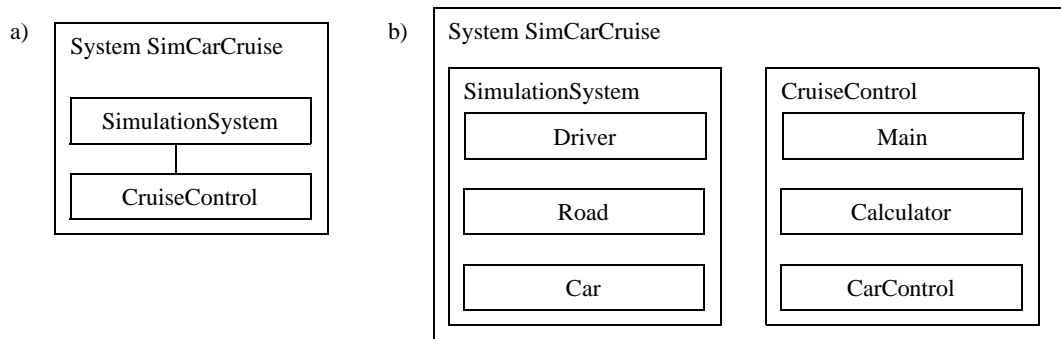 a)
System SimCarCruise
SimulationSystem
CruiseControl
b)
System SimCarCruise
SimulationSystem
Driver
Road
Car
CruiseControl
Main
Calculator
CarControl